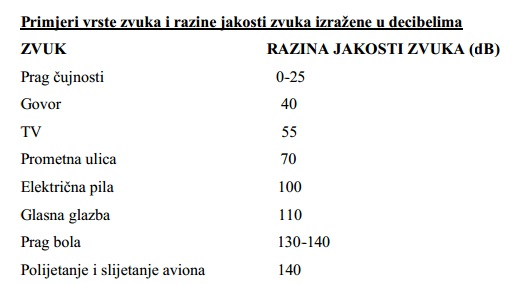 Primjeri vrste zvuka i razine jakosti zvuka izražene u decibelima
ZVUK RAZINA JAKOSTI ZVUKA (dB)
Prag čujnosti 0-25
Govor 40
TV 55
Prometna ulica 70
Električna pila 100
Glasna glazba 110
Prag bola 130-140
Polijetanje i slijetanje aviona 140